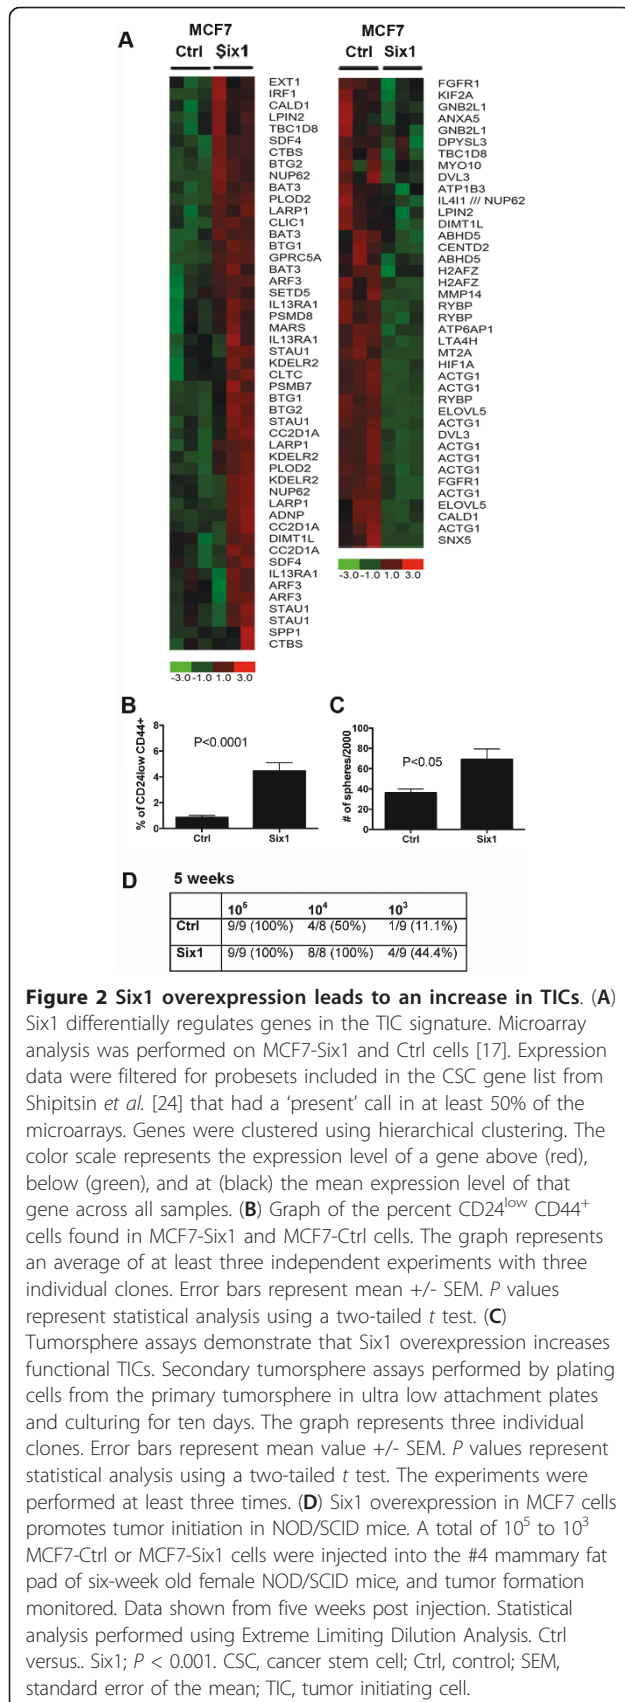 A
MCF7
Ctrl Six1
EXT1
IRF1
CALD1
LPIN2
TBC1D8
SDF4
CTBS
BTG2
NUP62
BAT3
PLOD2
LARP1
CLIC1
BAT3
BTG1
GPRC5A
BAT3
ARF3
SETD5
IL13RA1
PSMD8
MARS
IL13RA1
STAU1
KDELR2
CLTC
PSMB7
BTG1
BTG2
STAU1
CC2D1A
LARP1
KDELR2
PLOD2
KDELR2
NUP62
LARP1
ADNP
CC2D1A
DIMT1L
CC2D1A
SDF4
IL13RA1
ARF3
ARF3
STAU1
STAU1
SPP1
CTBS
-3.0 -1.0 1.0 3.0
MCF7
Ctrl Six1
FGFR1
KIF2A
GNB2L1
ANXA5
GNB2L1
DPYSL3
TBC1D8
MYO10
DVL3
ATP1B3
IL4I1 /// NUP62
LPIN2
DIMT1L
ABHD5
CENTD2
ABHD5
H2AFZ
H2AFZ
MMP14
RYBP
RYBP
ATP6AP1
LTA4H
MT2A
HIF1A
ACTG1
ACTG1
RYBP
ELOVL5
ACTG1
DVL3
ACTG1
ACTG1
ACTG1
FGFR1
ACTG1
ELOVL5
CALD1
ACTG1
SNX5
-3.0 -1.0 1.0 3.0
B
% of CD24low CD44+
8
6
4
2
0
P<0.0001
Ctrl Six1
C
# of spheres/2000
100
80
60
40
20
0
P<0.05
Ctrl Six1
D 5 weeks
10⁵ 10⁴ 10³
Ctrl 9/9 (100%) 4/8 (50%) 1/9 (11.1%)
Six1 9/9 (100%) 8/8 (100%) 4/9 (44.4%)
Figure 2 Six1 overexpression leads to an increase in TICs. (A)
Six1 differentially regulates genes in the TIC signature. Microarray
analysis was performed on MCF7-Six1 and Ctrl cells [17]. Expression
data were filtered for probesets included in the CSC gene list from
Shipitsin et al. [24] that had a ‘present’ call in at least 50% of the
microarrays. Genes were clustered using hierarchical clustering. The
color scale represents the expression level of a gene above (red),
below (green), and at (black) the mean expression level of that
gene across all samples. (B) Graph of the percent CD24ˡᵒʷ CD44⁺
cells found in MCF7-Six1 and MCF7-Ctrl cells. The graph represents
an average of at least three independent experiments with three
individual clones. Error bars represent mean +/- SEM. P values
represent statistical analysis using a two-tailed t test. (C)
Tumorsphere assays demonstrate that Six1 overexpression increases
functional TICs. Secondary tumorsphere assays performed by plating
cells from the primary tumorsphere in ultra low attachment plates
and culturing for ten days. The graph represents three individual
clones. Error bars represent mean value +/- SEM. P values represent
statistical analysis using a two-tailed t test. The experiments were
performed at least three times. (D) Six1 overexpression in MCF7 cells
promotes tumor initiation in NOD/SCID mice. A total of 10⁵ to 10³
MCF7-Ctrl or MCF7-Six1 cells were injected into the #4 mammary fat
pad of six-week old female NOD/SCID mice, and tumor formation
monitored. Data shown from five weeks post injection. Statistical
analysis performed using Extreme Limiting Dilution Analysis. Ctrl
versus.. Six1; P < 0.001. CSC, cancer stem cell; Ctrl, control; SEM,
standard error of the mean; TIC, tumor initiating cell.